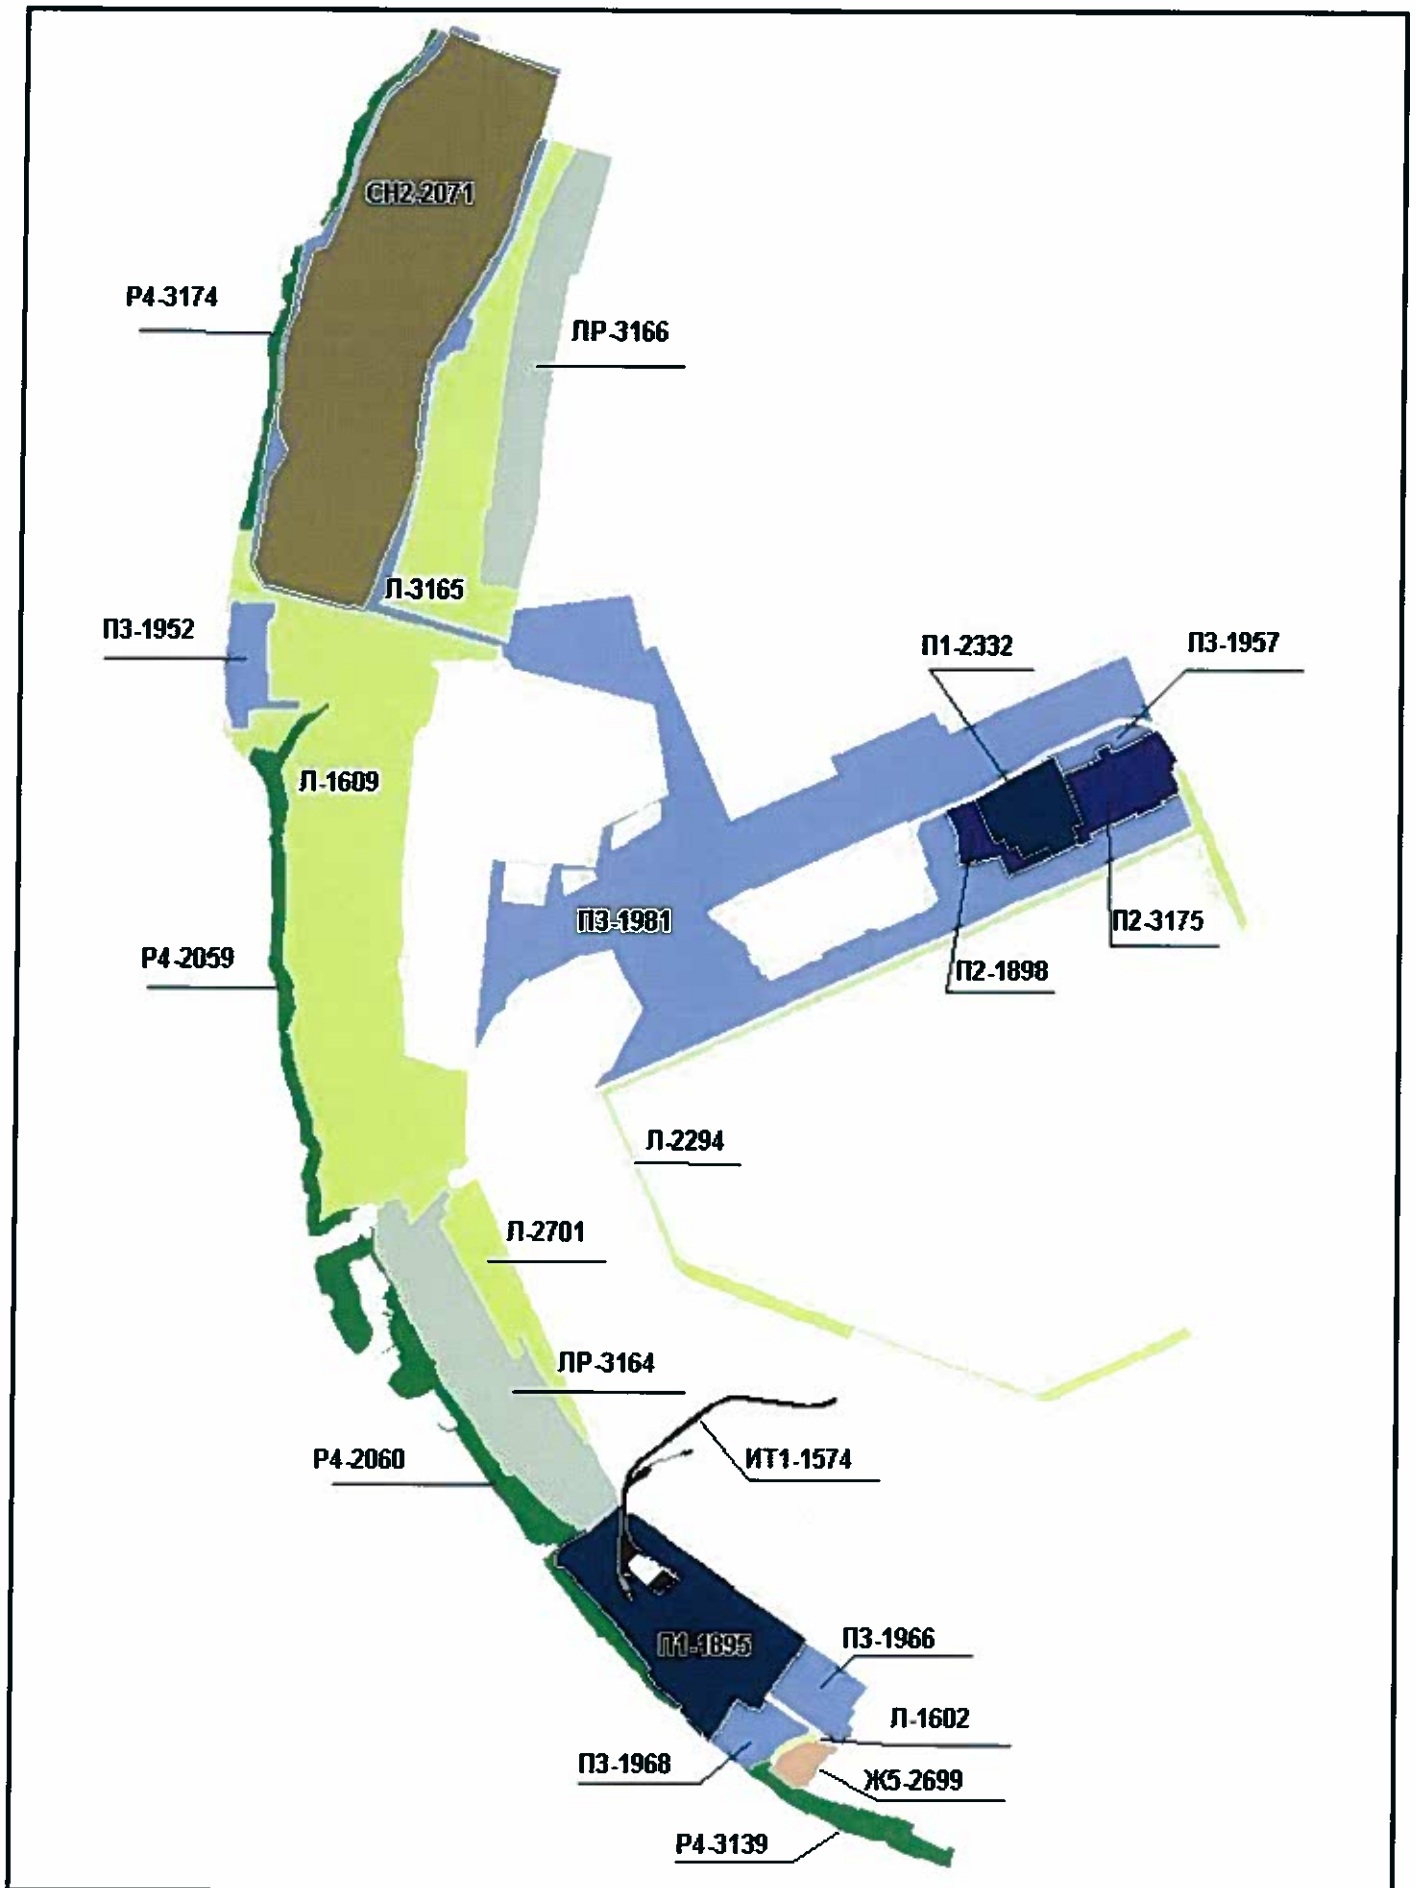 СН2-2071
Р4-3174
ЛР-3166
Л-3165
П3-1952
П1-2332
П3-1957
Л-1609
П3-1981
П2-3175
Р4-2059
П2-1898
Л-2294
Л-2701
ЛР-3164
Р4-2060
ИТ1-1574
П1-1895
П3-1966
Л-1602
П3-1968
Ж5-2699
Р4-3139